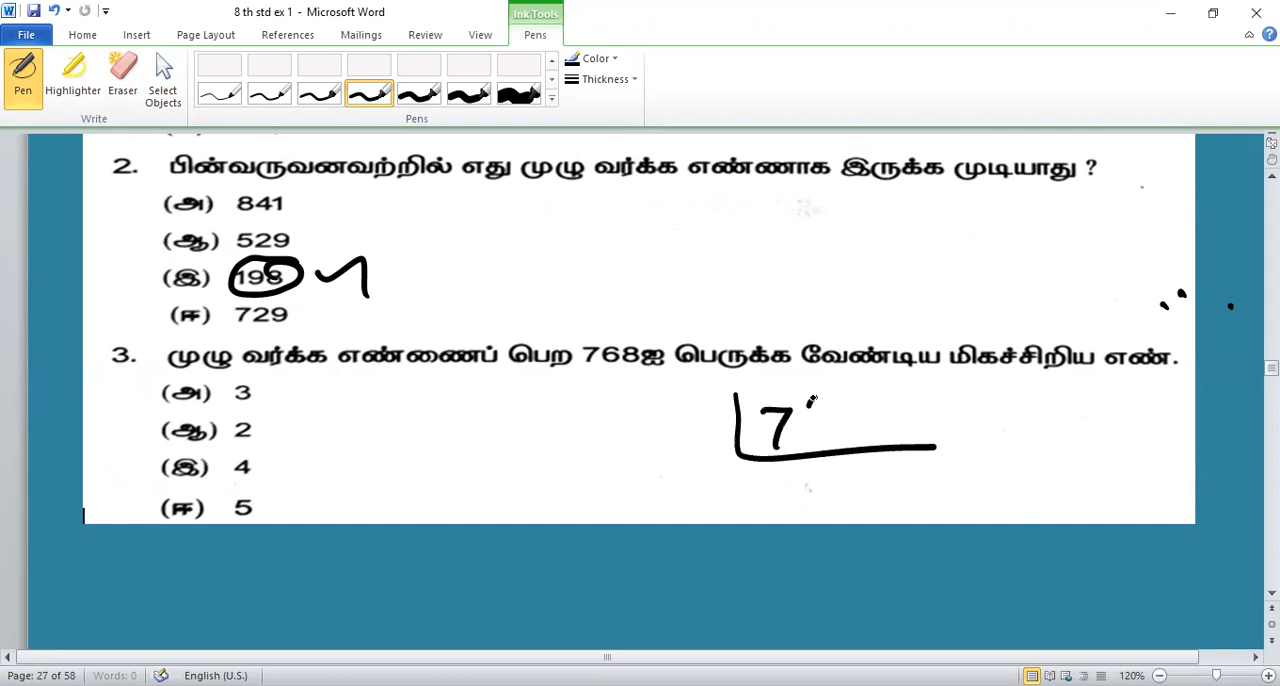 8 th std ex 1 - Microsoft Word
Ink Tools
File Home Insert Page Layout References Mailings Review View Pens
Pen Highlighter Eraser Select Objects
Color
Thickness
Write
Pens
2. பின்வருவனவற்றில் எது முழு வர்க்க எண்ணாக இருக்க முடியாது ?
(அ) 841
(ஆ) 529
(இ) 198
(ஈ) 729
3. முழு வர்க்க எண்ணைப் பெற 768ஐ பெருக்க வேண்டிய மிகச்சிறிய எண்.
(அ) 3
7
(ஆ) 2
(இ) 4
(ஈ) 5
Page: 27 of 58 Words: 0 English (U.S.) 120%